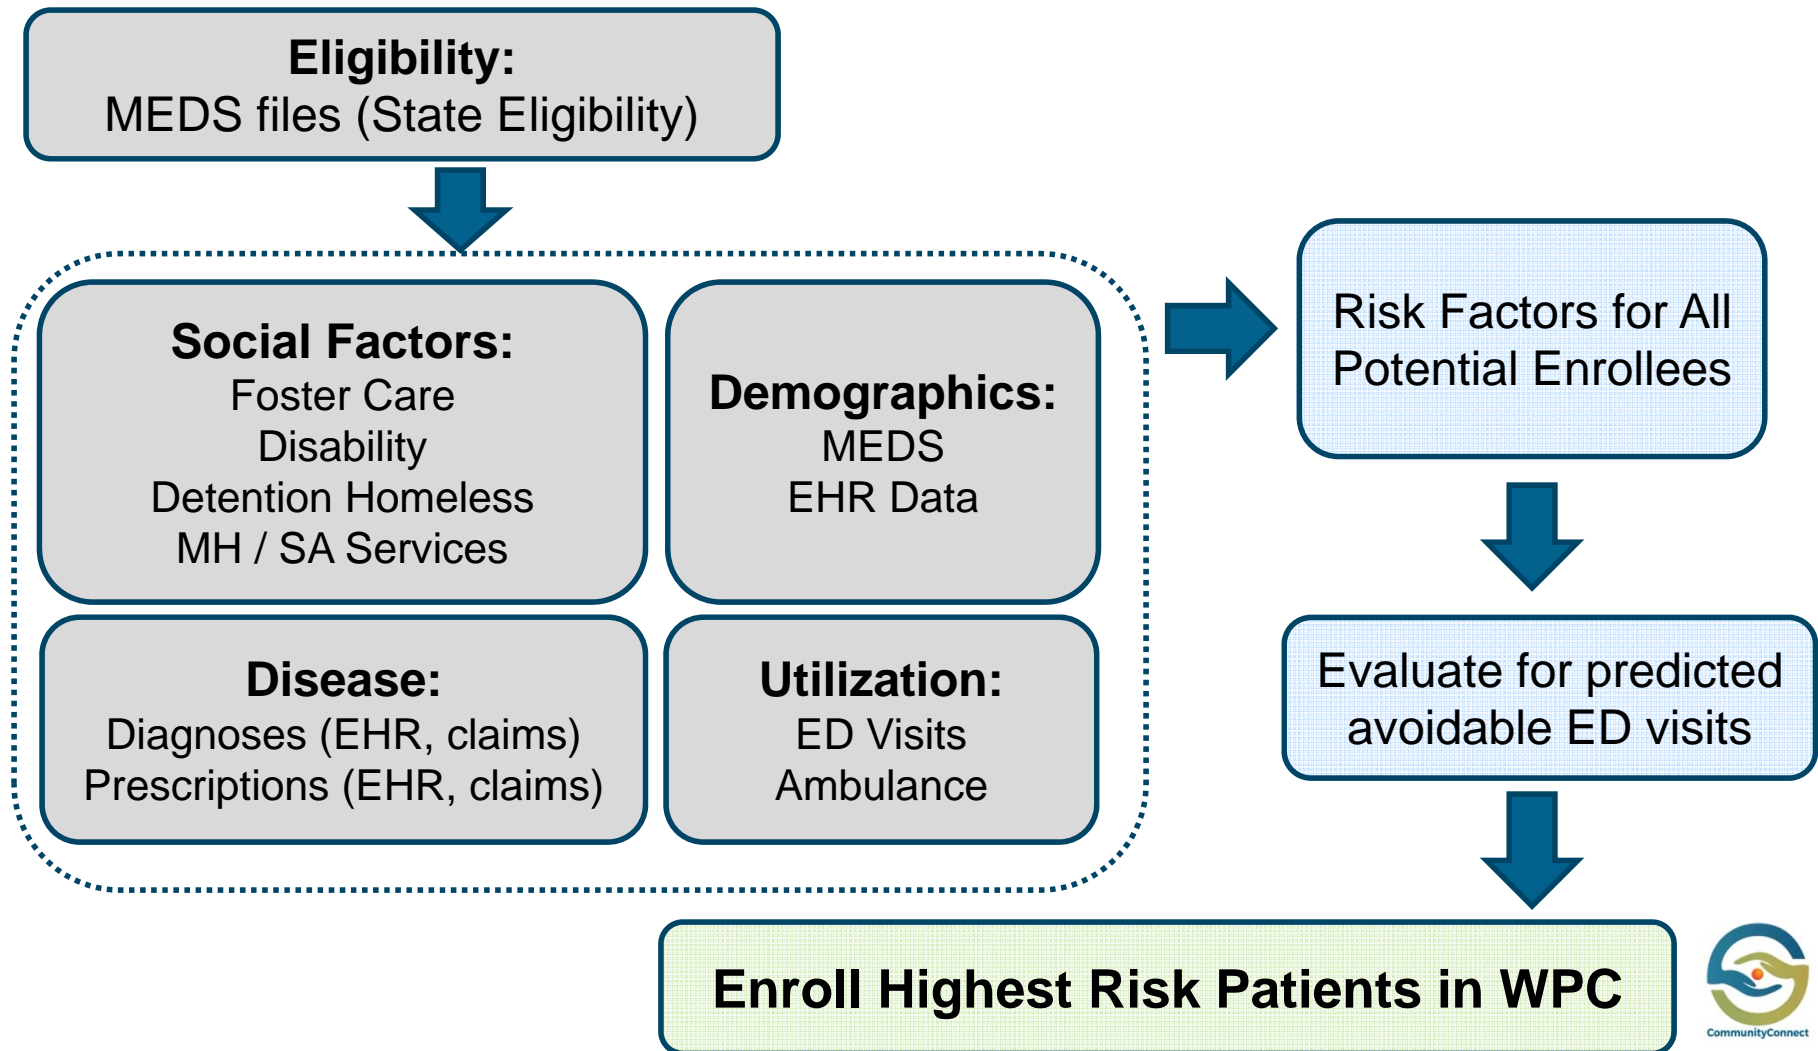 Eligibility:
MEDS files (State Eligibility)
Social Factors:
Foster Care
Disability
Detention Homeless
MH / SA Services
Demographics:
MEDS
EHR Data
Disease:
Diagnoses (EHR, claims)
Prescriptions (EHR, claims)
Utilization:
ED Visits
Ambulance
Risk Factors for All
Potential Enrollees
Evaluate for predicted
avoidable ED visits
Enroll Highest Risk Patients in WPC
CommunityConnect